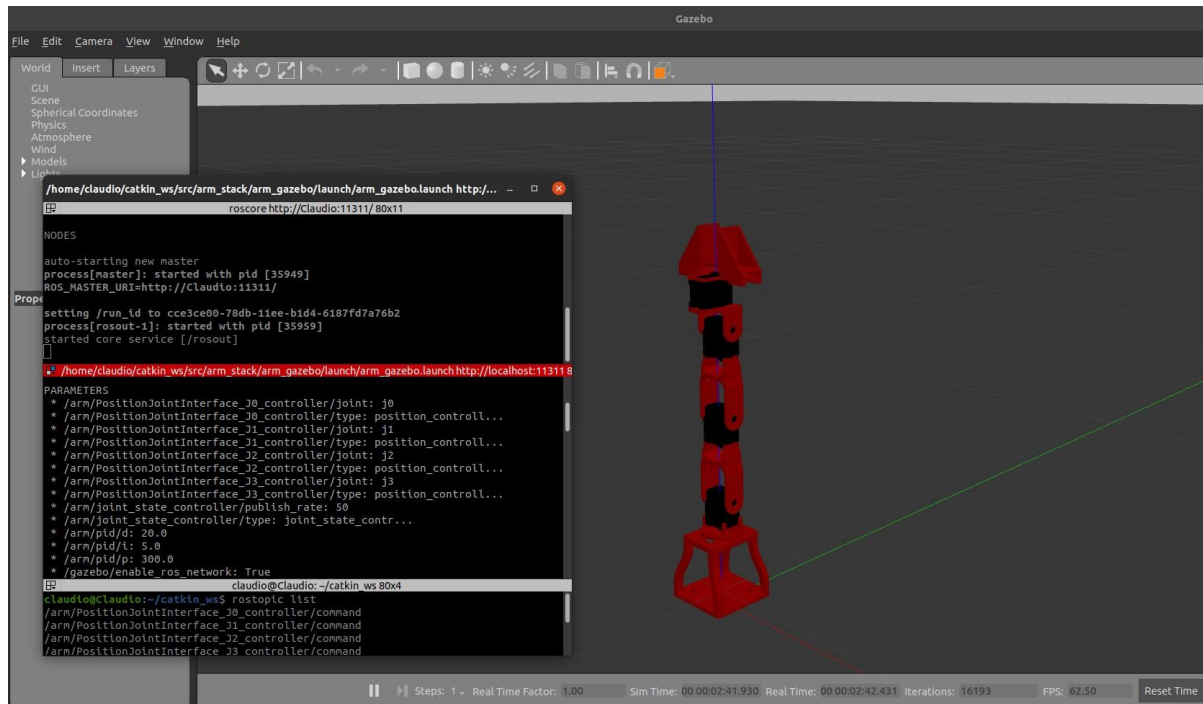 Gazebo
File Edit Camera View Window Help
World Insert Layers
GUI
Scene
Spherical Coordinates
Physics
Atmosphere
Wind
Models
Lights
/home/claudio/catkin_ws/src/arm_stack/arm_gazebo/launch/arm_gazebo.launch http:/...
roscore http://Claudio:11311/ 80x11
NODES
auto-starting new master
process[master]: started with pid [35949]
ROS_MASTER_URI=http://Claudio:11311/
Prope
setting /run_id to cce3ce00-78db-11ee-b1d4-6187fd7a76b2
process[rosout-1]: started with pid [35959]
started core service [/rosout]
/home/claudio/catkin_ws/src/arm_stack/arm_gazebo/launch/arm_gazebo.launch http://localhost:11311 8
PARAMETERS
* /arm/PositionJointInterface_J0_controller/joint: j0
* /arm/PositionJointInterface_J0_controller/type: position_controll...
* /arm/PositionJointInterface_J1_controller/joint: j1
* /arm/PositionJointInterface_J1_controller/type: position_controll...
* /arm/PositionJointInterface_J2_controller/joint: j2
* /arm/PositionJointInterface_J2_controller/type: position_controll...
* /arm/PositionJointInterface_J3_controller/joint: j3
* /arm/PositionJointInterface_J3_controller/type: position_controll...
* /arm/joint_state_controller/publish_rate: 50
* /arm/joint_state_controller/type: joint_state_contr...
* /arm/pid/d: 20.0
* /arm/pid/i: 5.0
* /arm/pid/p: 300.0
* /gazebo/enable_ros_network: True
claudio@Claudio: ~/catkin_ws 80x4
claudio@Claudio:~/catkin_ws$ rostopic list
/arm/PositionJointInterface_J0_controller/command
/arm/PositionJointInterface_J1_controller/command
/arm/PositionJointInterface_J2_controller/command
/arm/PositionJointInterface_J3_controller/command
Steps: 1 Real Time Factor: 1.00 Sim Time: 00 00:02:41.930 Real Time: 00 00:02:42.431 Iterations: 16193 FPS: 62.50 Reset Time